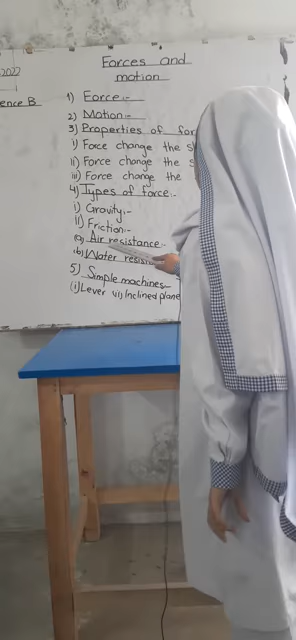 Forces and
motion
2022
ence B
1) Force:-
2) Motion:-
3) Properties of for
i) Force change the s
ii) Force change the s
iii) Force change the
4) Types of force:-
i) Gravity:-
ii) Friction:-
(a) Air resistance:-
(b) Water resis
5) Simple machines:-
(i) Lever (ii) Inclined plane